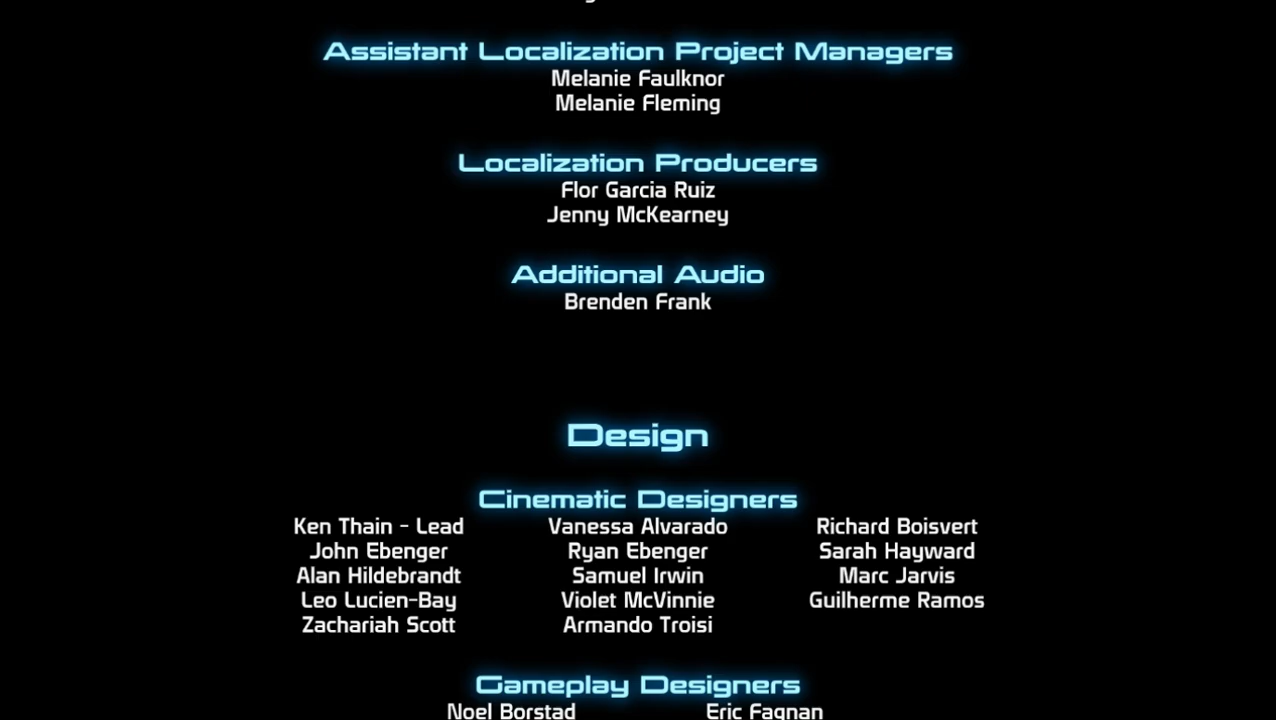 Assistant Localization Project Managers
Melanie Faulknor
Melanie Fleming
Localization Producers
Flor Garcia Ruiz
Jenny McKearney
Additional Audio
Brenden Frank
Design
Cinematic Designers
Ken Thain - Lead Vanessa Alvarado Richard Boisvert
John Ebenger Ryan Ebenger Sarah Hayward
Alan Hildebrandt Samuel Irwin Marc Jarvis
Leo Lucien-Bay Violet McVinnie Guilherme Ramos
Zachariah Scott Armando Troisi
Gameplay Designers
Noel Borstad Eric Fagnan